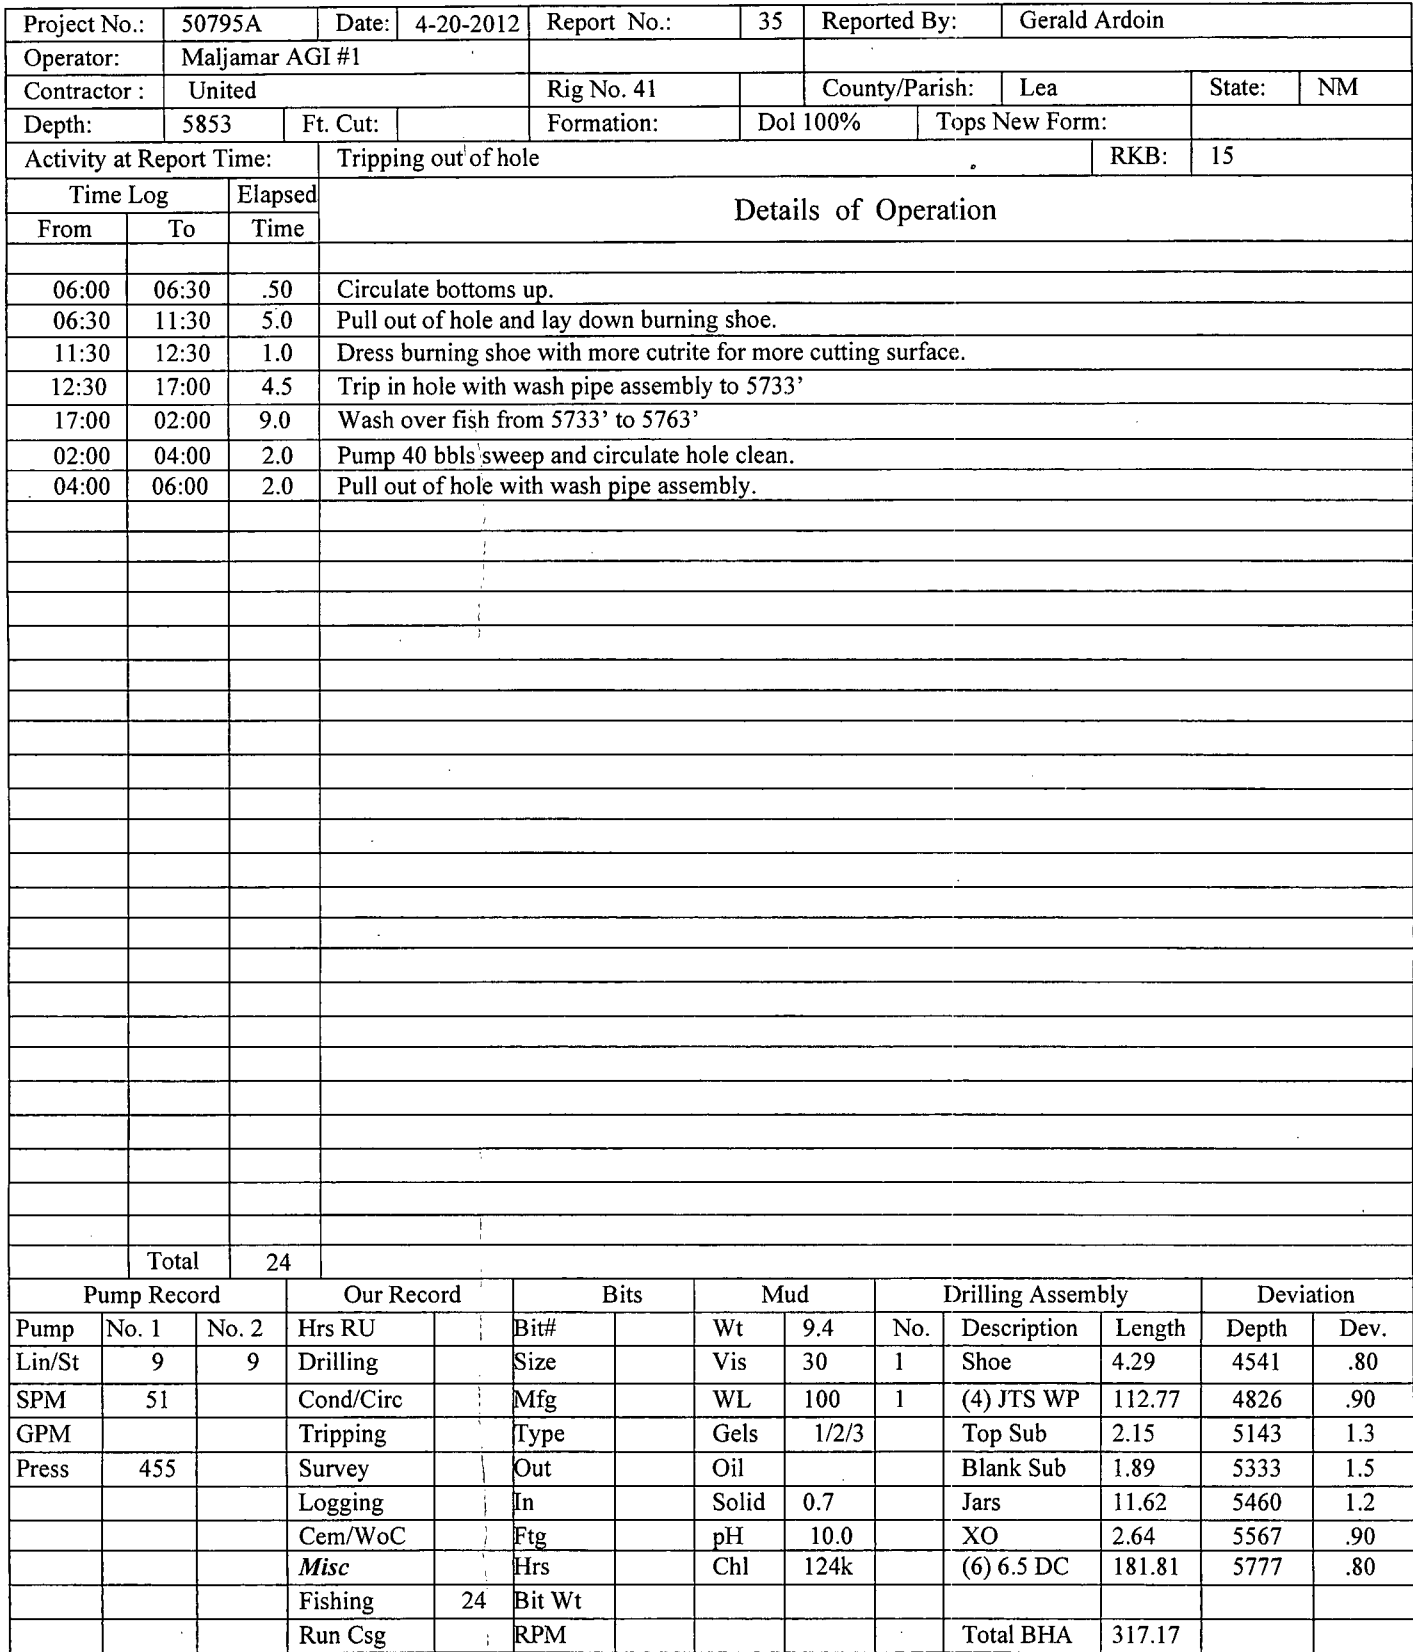 Project No.: 50795A Date: 4-20-2012 Report No.: 35 Reported By: Gerald Ardoin
Operator: Maljamar AGI #1
Contractor : United Rig No. 41 County/Parish: Lea State: NM
Depth: 5853 Ft. Cut: Formation: Dol 100% Tops New Form:
Activity at Report Time: Tripping out of hole RKB: 15
Time Log Elapsed Details of Operation
From To Time
06:00 06:30 .50 Circulate bottoms up.
06:30 11:30 5.0 Pull out of hole and lay down burning shoe.
11:30 12:30 1.0 Dress burning shoe with more cutrite for more cutting surface.
12:30 17:00 4.5 Trip in hole with wash pipe assembly to 5733’
17:00 02:00 9.0 Wash over fish from 5733’ to 5763’
02:00 04:00 2.0 Pump 40 bbls sweep and circulate hole clean.
04:00 06:00 2.0 Pull out of hole with wash pipe assembly.
Total 24
Pump Record Our Record Bits Mud Drilling Assembly Deviation
Pump No. 1 No. 2 Hrs RU Bit# Wt 9.4 No. Description Length Depth Dev.
Lin/St 9 9 Drilling Size Vis 30 1 Shoe 4.29 4541 .80
SPM 51 Cond/Circ Mfg WL 100 1 (4) JTS WP 112.77 4826 .90
GPM Tripping Type Gels 1/2/3 Top Sub 2.15 5143 1.3
Press 455 Survey Out Oil Blank Sub 1.89 5333 1.5
Logging In Solid 0.7 Jars 11.62 5460 1.2
Cem/WoC Ftg pH 10.0 XO 2.64 5567 .90
Misc Hrs Chl 124k (6) 6.5 DC 181.81 5777 .80
Fishing 24 Bit Wt
Run Csg RPM Total BHA 317.17